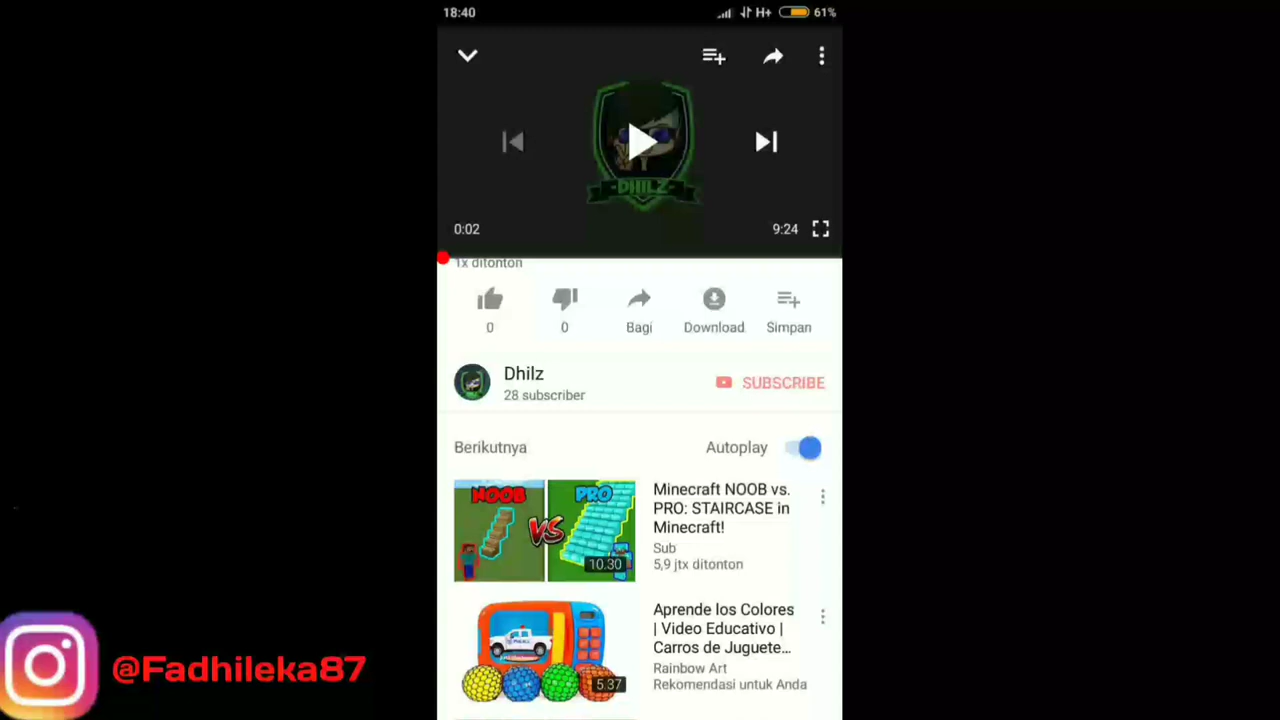 18:40
H+
61%
-DHILZ-
0:02
9:24
1x ditonton
0
0
Bagi
Download
Simpan
Dhilz
28 subscriber
SUBSCRIBE
Berikutnya
Autoplay
NOOB
VS
PRO
10.30
Minecraft NOOB vs.
PRO: STAIRCASE in
Minecraft!
Sub
5,9 jtx ditonton
5.37
Aprende los Colores
| Video Educativo |
Carros de Juguete...
Rainbow Art
Rekomendasi untuk Anda
@Fadhileka87